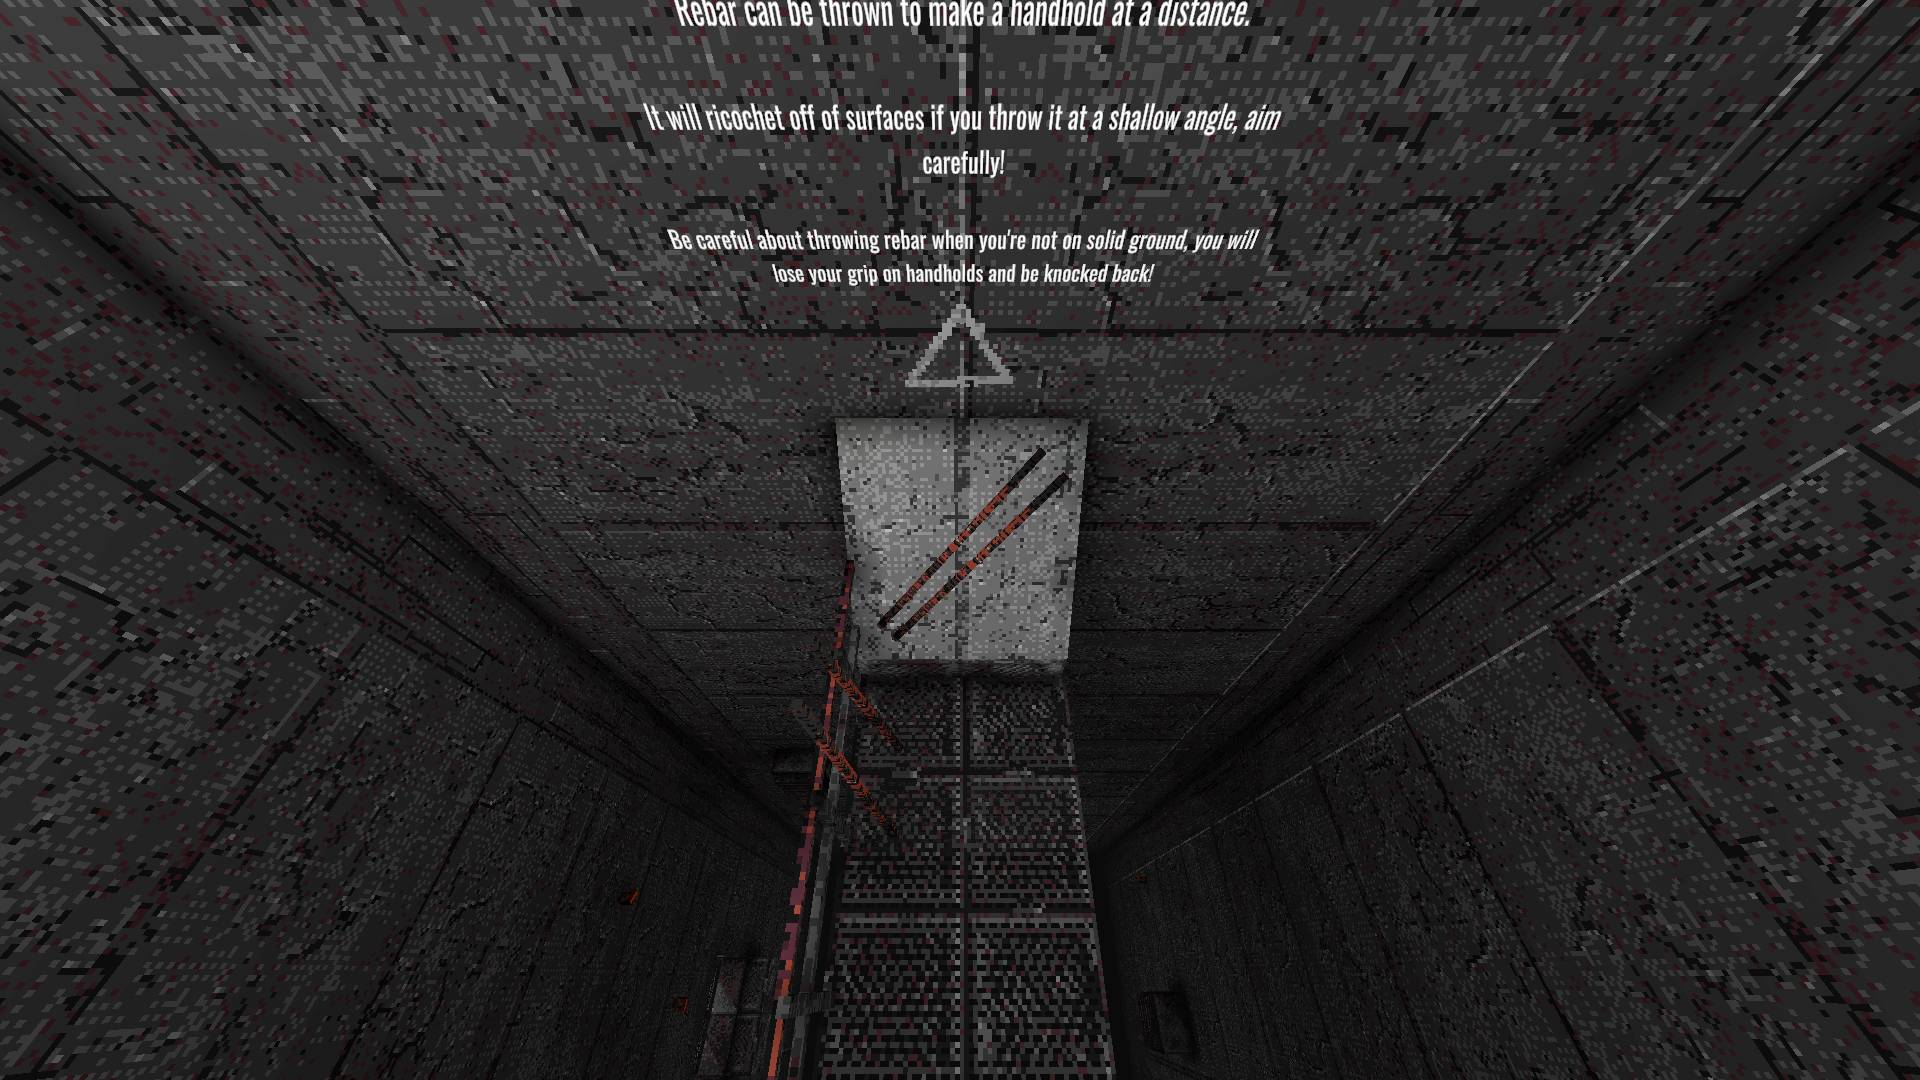 Rebar can be thrown to make a handhold at a distance.
It will ricochet off of surfaces if you throw it at a shallow angle, aim
carefully!
Be careful about throwing rebar when you're not on solid ground, you will
lose your grip on handholds and be knocked back!